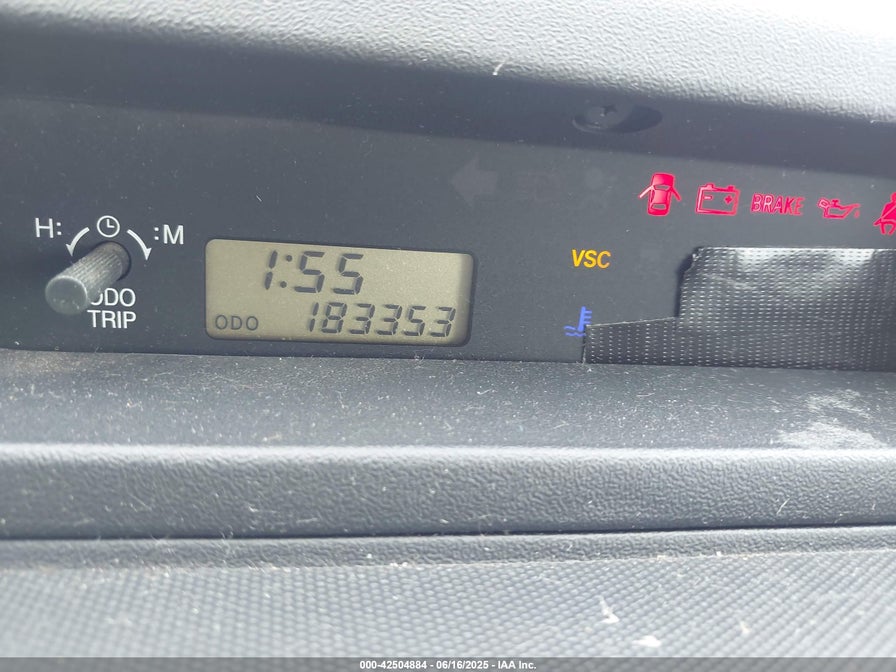 H: :M
ODO
TRIP
1:55
ODO 183353
BRAKE
VSC
000-42504884 - 06/16/2025 - IAA Inc.